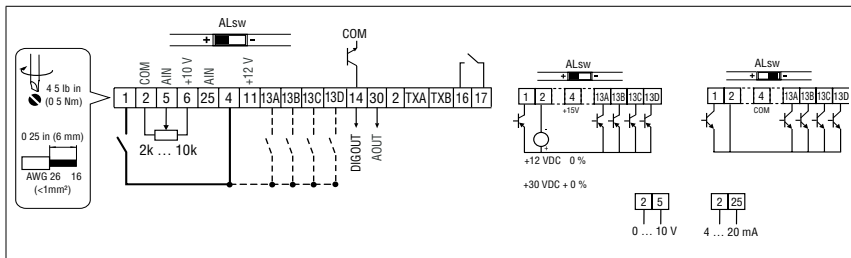 ALsw
+ -
COM
AIN
+10 V
AIN
+12 V
COM
4 5 lb in
(0 5 Nm)
0 25 in (6 mm)
AWG 26 16
(<1mm²)
1 2 5 6 25 4 11 13A 13B 13C 13D 14 30 2 TXA TXB 16 17
2k ... 10k
DIGOUT
AOUT
ALsw
+ -
1 2 4 13A 13B 13C 13D
+15V
+12 VDC 0 %
+30 VDC + 0 %
ALsw
+ -
1 2 4 13A 13B 13C 13D
COM
2 5
0 ... 10 V
2 25
4 ... 20 mA